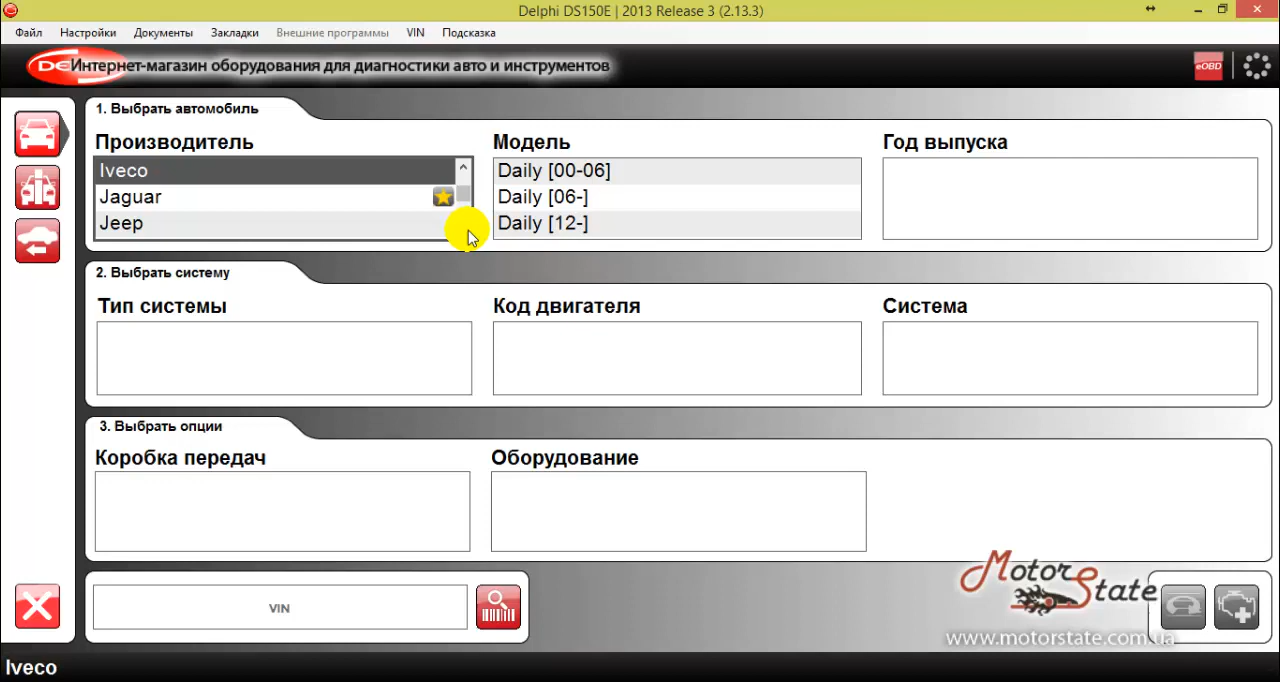 Delphi DS150E | 2013 Release 3 (2.13.3)
Файл Настройки Документы Закладки Внешние программы VIN Подсказка
DE Интернет-магазин оборудования для диагностики авто и инструментов
eOBD
1. Выбрать автомобиль
Производитель Модель Год выпуска
Iveco Daily [00-06]
Jaguar Daily [06-]
Jeep Daily [12-]
2. Выбрать систему
Тип системы Код двигателя Система
3. Выбрать опции
Коробка передач Оборудование
MotorState
VIN
www.motorstate.com.ua
Iveco